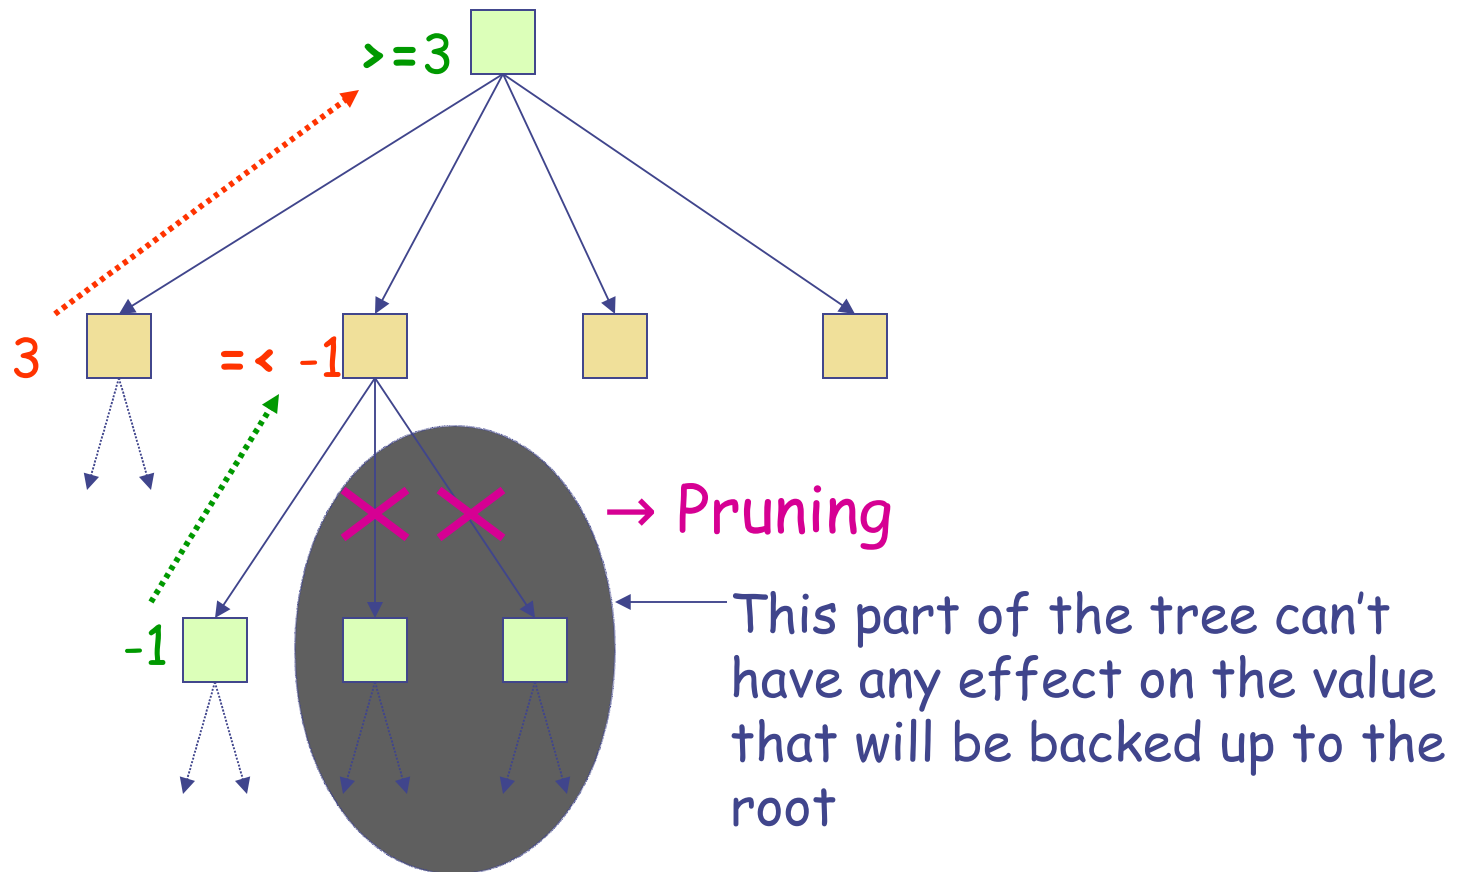 >=3
3
=< -1
→ Pruning
-1
This part of the tree can’t
have any effect on the value
that will be backed up to the
root